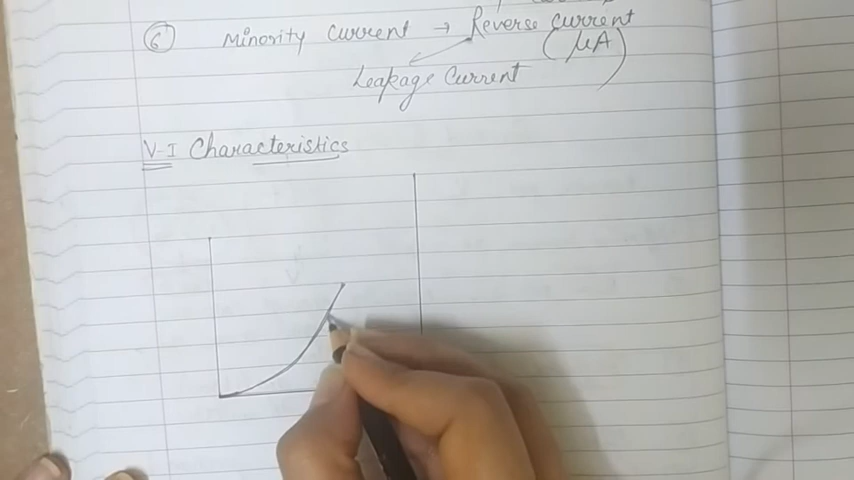 6 Minority Current → Reverse Current
(μA)
Leakage Current
V-I Characteristics